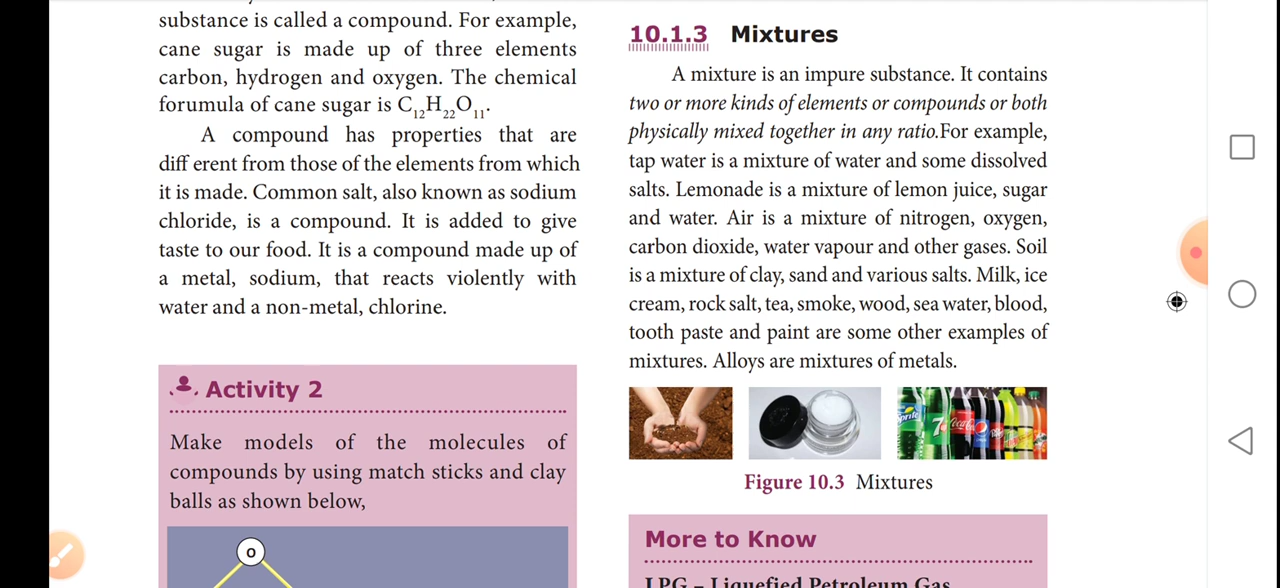 substance is called a compound. For example,
cane sugar is made up of three elements
carbon, hydrogen and oxygen. The chemical
forumula of cane sugar is C12H22O11.
A compound has properties that are
diff erent from those of the elements from which
it is made. Common salt, also known as sodium
chloride, is a compound. It is added to give
taste to our food. It is a compound made up of
a metal, sodium, that reacts violently with
water and a non-metal, chlorine.
Activity 2
Make models of the molecules of
compounds by using match sticks and clay
balls as shown below,
O
10.1.3 Mixtures
A mixture is an impure substance. It contains
two or more kinds of elements or compounds or both
physically mixed together in any ratio.For example,
tap water is a mixture of water and some dissolved
salts. Lemonade is a mixture of lemon juice, sugar
and water. Air is a mixture of nitrogen, oxygen,
carbon dioxide, water vapour and other gases. Soil
is a mixture of clay, sand and various salts. Milk, ice
cream, rock salt, tea, smoke, wood, sea water, blood,
tooth paste and paint are some other examples of
mixtures. Alloys are mixtures of metals.
Sprite 7 Coca-Cola
Figure 10.3 Mixtures
More to Know
LPG – Liquefied Petroleum Gas